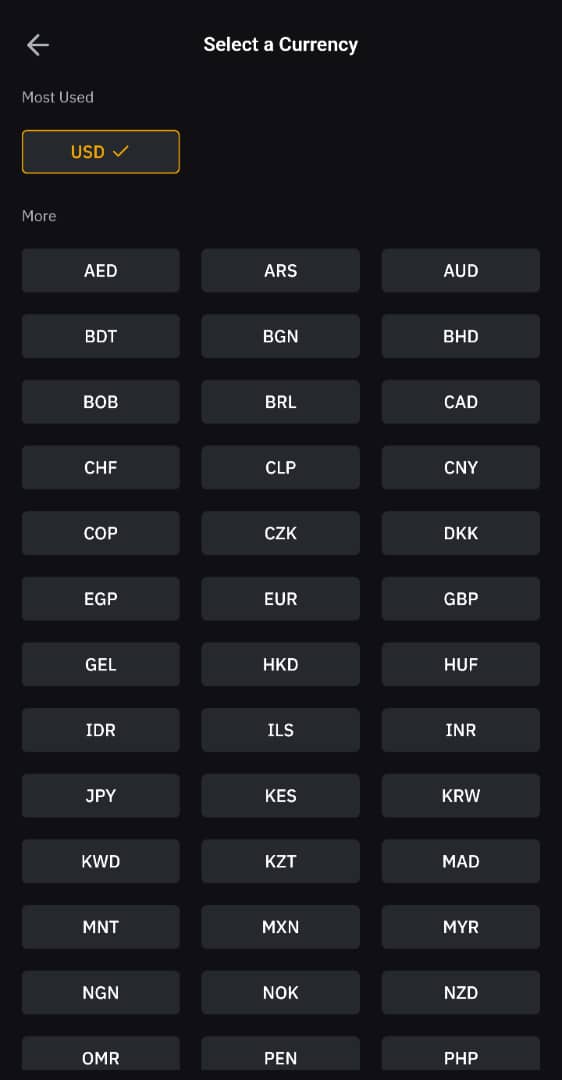 Select a Currency
Most Used
USD
More
AED ARS AUD
BDT BGN BHD
BOB BRL CAD
CHF CLP CNY
COP CZK DKK
EGP EUR GBP
GEL HKD HUF
IDR ILS INR
JPY KES KRW
KWD KZT MAD
MNT MXN MYR
NGN NOK NZD
OMR PEN PHP